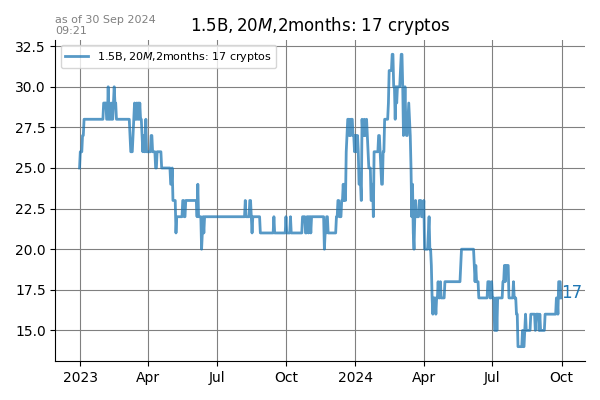 as of 30 Sep 2024
09:21
1.5B, 20M,2months: 17 cryptos
1.5B, 20M,2months: 17 cryptos
32.5
30.0
27.5
25.0
22.5
20.0
17.5
15.0
17
2023 Apr Jul Oct 2024 Apr Jul Oct